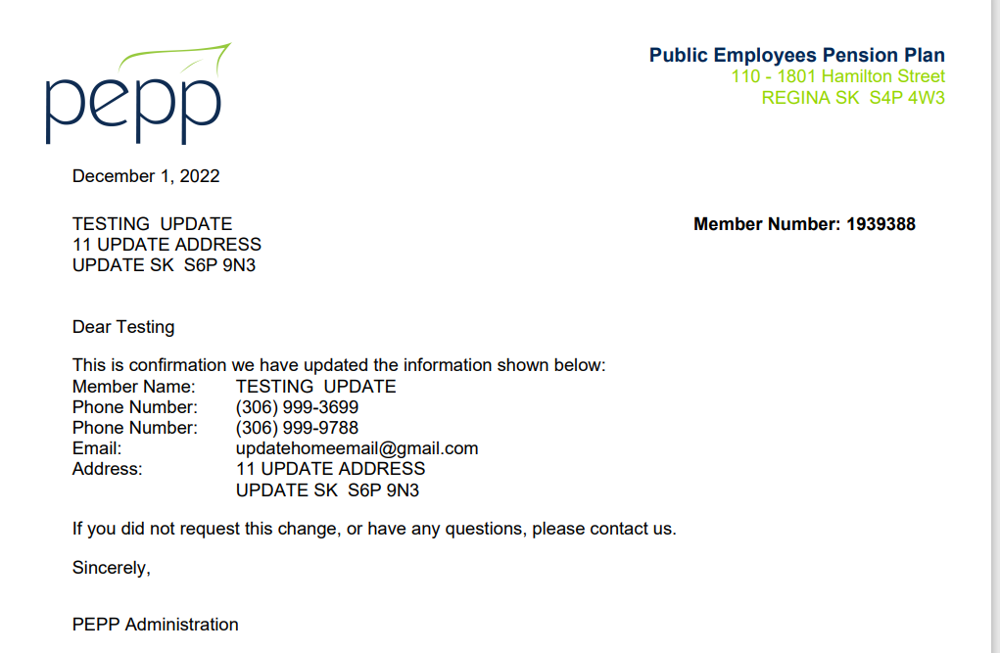 pepp
Public Employees Pension Plan
110 - 1801 Hamilton Street
REGINA SK  S4P 4W3
December 1, 2022
TESTING  UPDATE
Member Number: 1939388
11 UPDATE ADDRESS
UPDATE SK  S6P 9N3
Dear Testing
This is confirmation we have updated the information shown below:
Member Name: TESTING  UPDATE
Phone Number: (306) 999-3699
Phone Number: (306) 999-9788
Email: updatehomeemail@gmail.com
Address: 11 UPDATE ADDRESS
UPDATE SK  S6P 9N3
If you did not request this change, or have any questions, please contact us.
Sincerely,
PEPP Administration